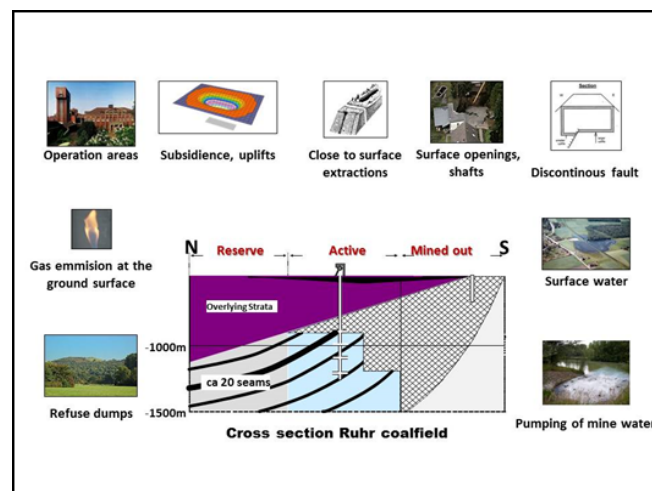 Operation areas
Subsidience, uplifts
Close to surface
extractions
Surface openings,
shafts
Section
Discontinous fault
Gas emmision at the
ground surface
N
Reserve
Active
Mined out
S
Surface water
Overlying Strata
-1000m
ca 20 seams
-1500m
Refuse dumps
Pumping of mine water
Cross section Ruhr coalfield